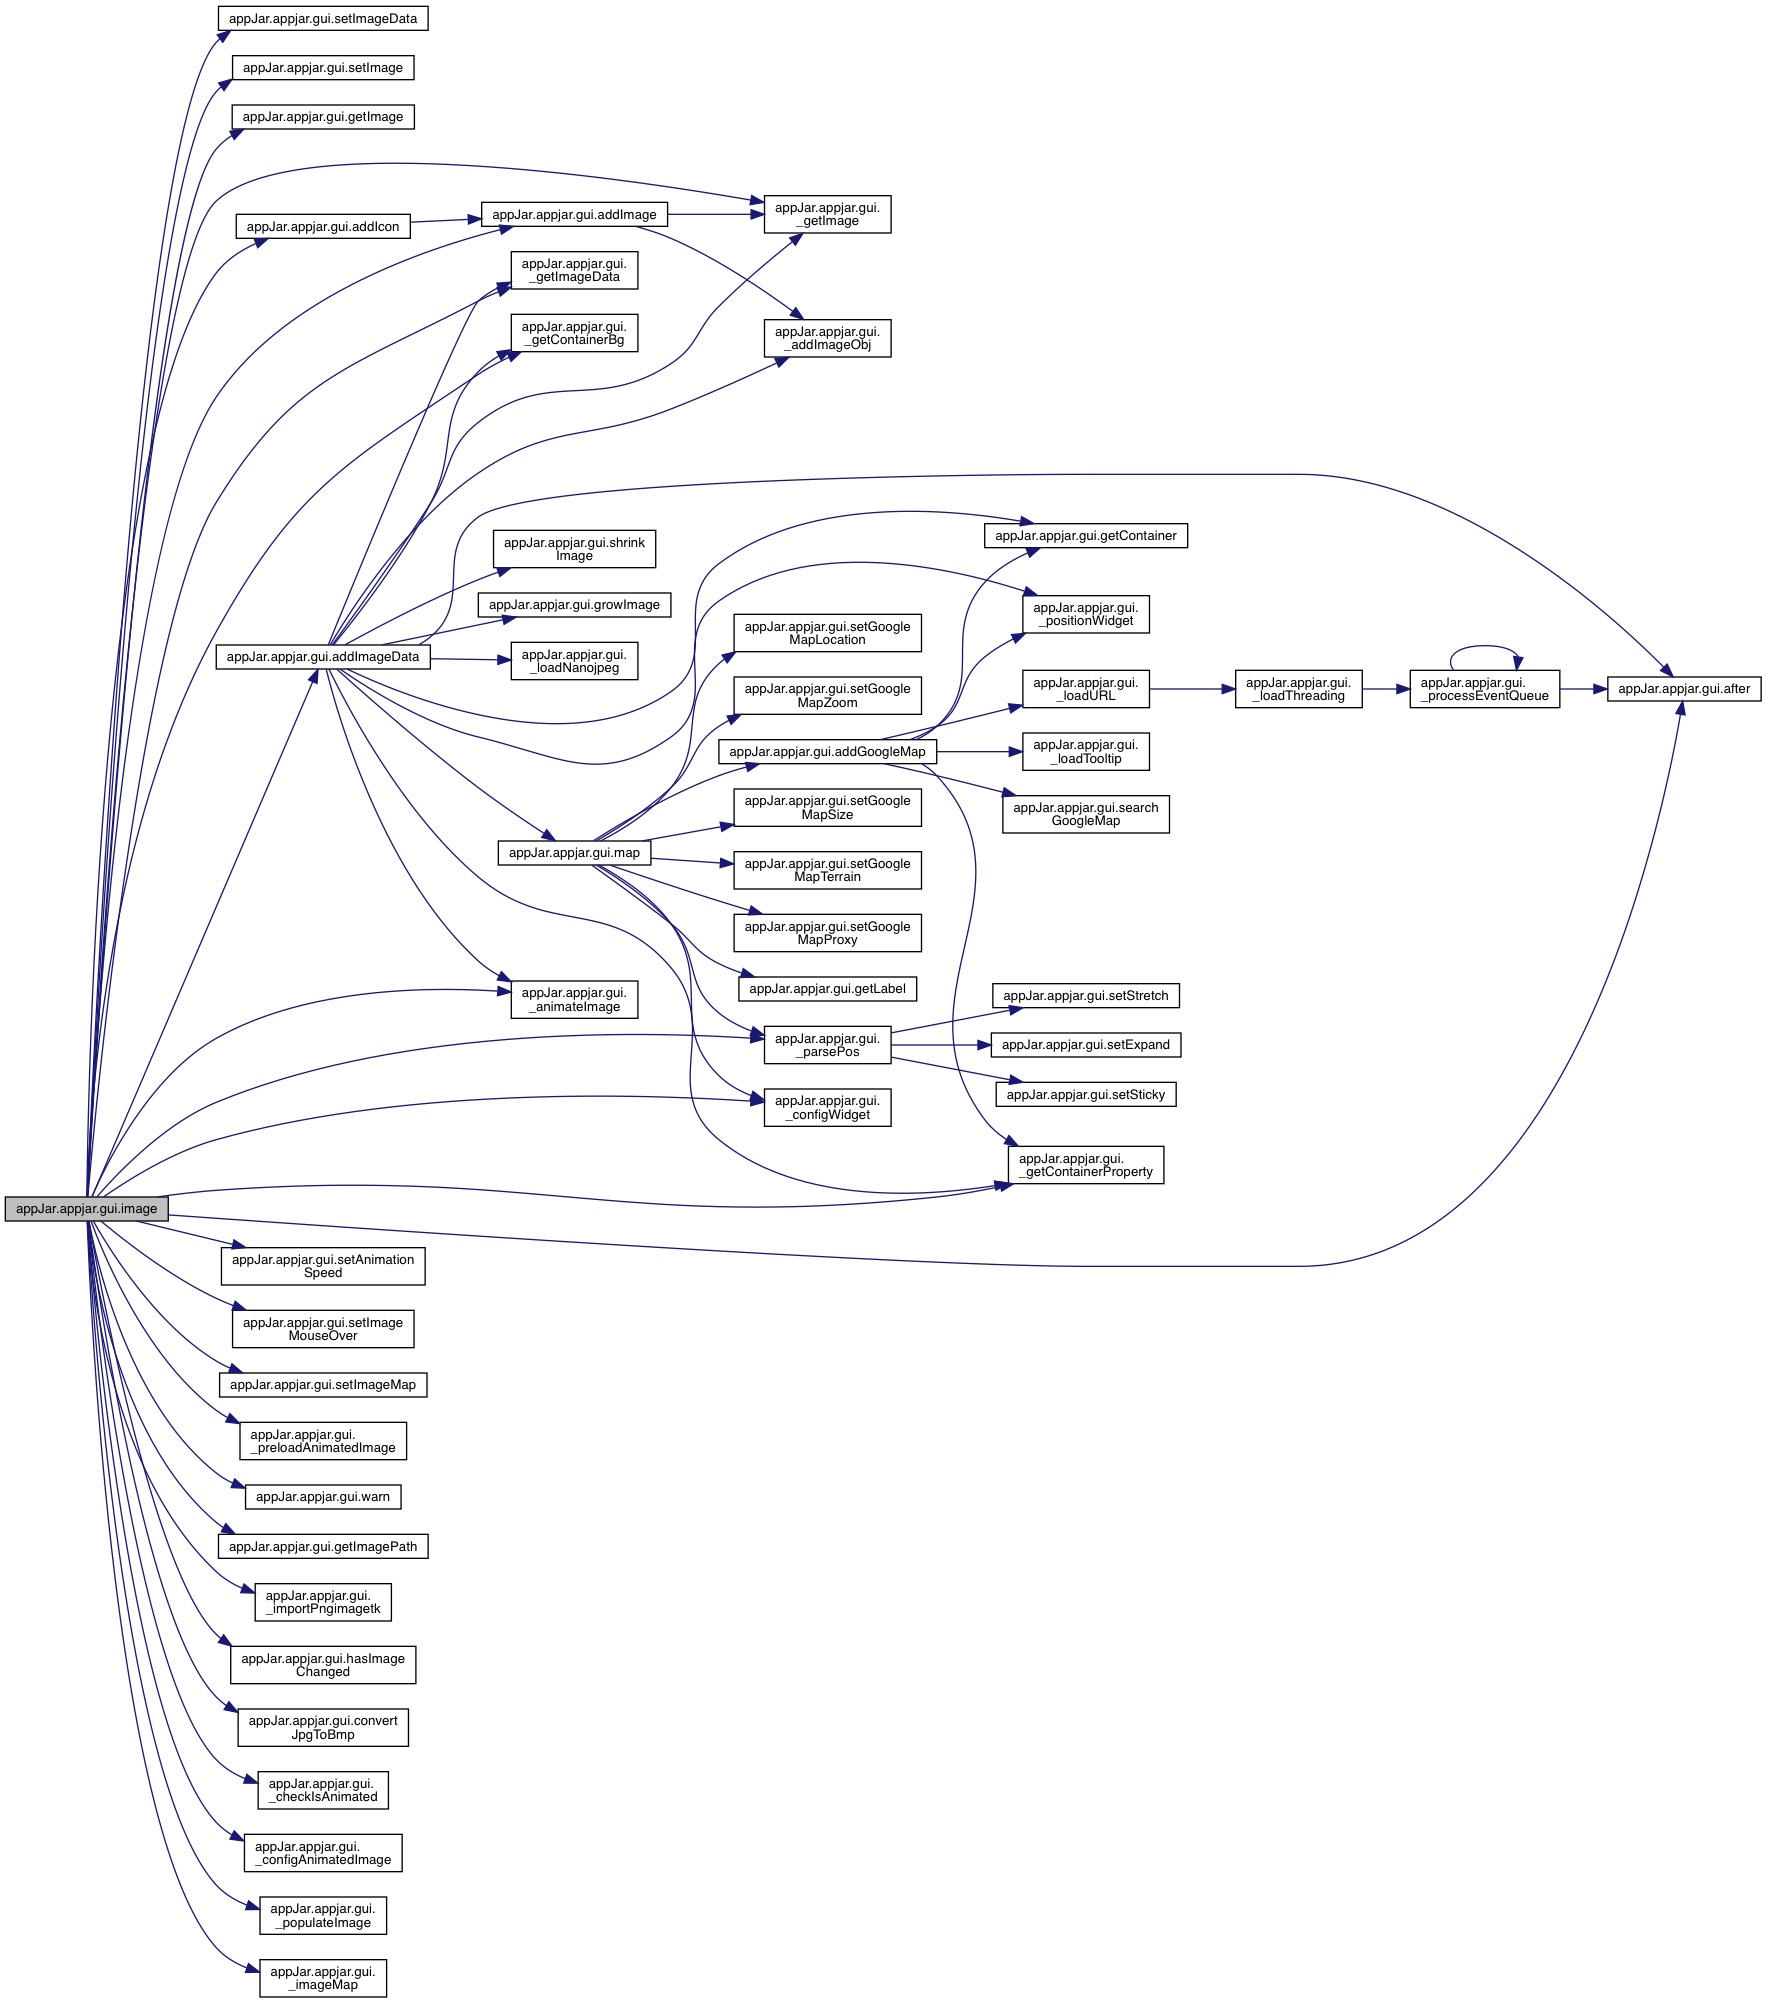 appJar.appjar.gui.setImageData
appJar.appjar.gui.setImage
appJar.appjar.gui.getImage
appJar.appjar.gui.
_getImage
appJar.appjar.gui.addImage
appJar.appjar.gui.addIcon
appJar.appjar.gui.
_getImageData
appJar.appjar.gui.
_getContainerBg
appJar.appjar.gui.
_addImageObj
appJar.appjar.gui.getContainer
appJar.appjar.gui.shrink
Image
appJar.appjar.gui.growImage
appJar.appjar.gui.
_positionWidget
appJar.appjar.gui.setGoogle
MapLocation
appJar.appjar.gui.addImageData
appJar.appjar.gui.
_loadNanojpeg
appJar.appjar.gui.setGoogle
MapZoom
appJar.appjar.gui.
_loadURL
appJar.appjar.gui.
_loadThreading
appJar.appjar.gui.
_processEventQueue
appJar.appjar.gui.after
appJar.appjar.gui.addGoogleMap
appJar.appjar.gui.
_loadTooltip
appJar.appjar.gui.setGoogle
MapSize
appJar.appjar.gui.search
GoogleMap
appJar.appjar.gui.map
appJar.appjar.gui.setGoogle
MapTerrain
appJar.appjar.gui.setGoogle
MapProxy
appJar.appjar.gui.getLabel
appJar.appjar.gui.
_animateImage
appJar.appjar.gui.setStretch
appJar.appjar.gui.
_parsePos
appJar.appjar.gui.setExpand
appJar.appjar.gui.setSticky
appJar.appjar.gui.
_configWidget
appJar.appjar.gui.
_getContainerProperty
appJar.appjar.gui.image
appJar.appjar.gui.setAnimation
Speed
appJar.appjar.gui.setImage
MouseOver
appJar.appjar.gui.setImageMap
appJar.appjar.gui.
_preloadAnimatedImage
appJar.appjar.gui.warn
appJar.appjar.gui.getImagePath
appJar.appjar.gui.
_importPngimagetk
appJar.appjar.gui.hasImage
Changed
appJar.appjar.gui.convert
JpgToBmp
appJar.appjar.gui.
_checkIsAnimated
appJar.appjar.gui.
_configAnimatedImage
appJar.appjar.gui.
_populateImage
appJar.appjar.gui.
_imageMap